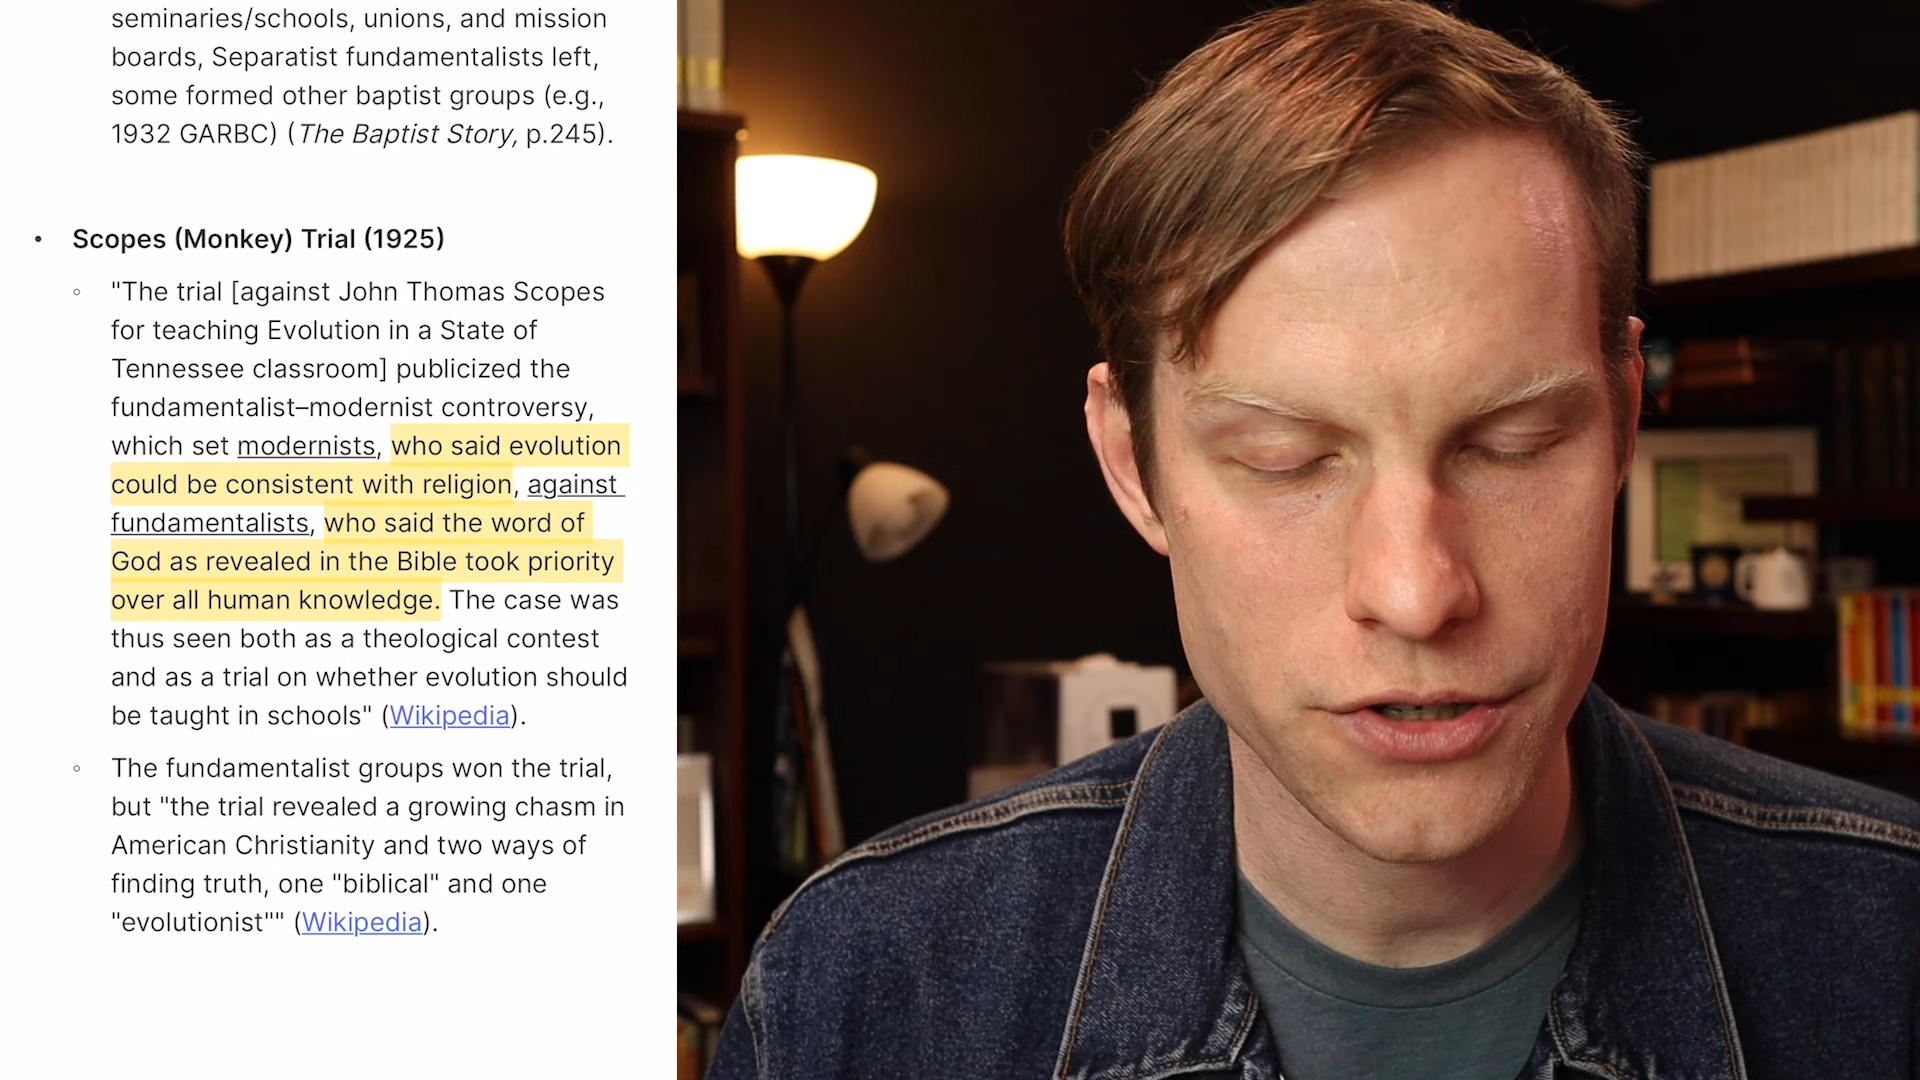 seminaries/schools, unions, and mission
boards, Separatist fundamentalists left,
some formed other baptist groups (e.g.,
1932 GARBC) (The Baptist Story, p.245).
• Scopes (Monkey) Trial (1925)
◦ "The trial [against John Thomas Scopes
for teaching Evolution in a State of
Tennessee classroom] publicized the
fundamentalist–modernist controversy,
which set modernists, who said evolution
could be consistent with religion, against
fundamentalists, who said the word of
God as revealed in the Bible took priority
over all human knowledge. The case was
thus seen both as a theological contest
and as a trial on whether evolution should
be taught in schools" (Wikipedia).
◦ The fundamentalist groups won the trial,
but "the trial revealed a growing chasm in
American Christianity and two ways of
finding truth, one "biblical" and one
"evolutionist"" (Wikipedia).